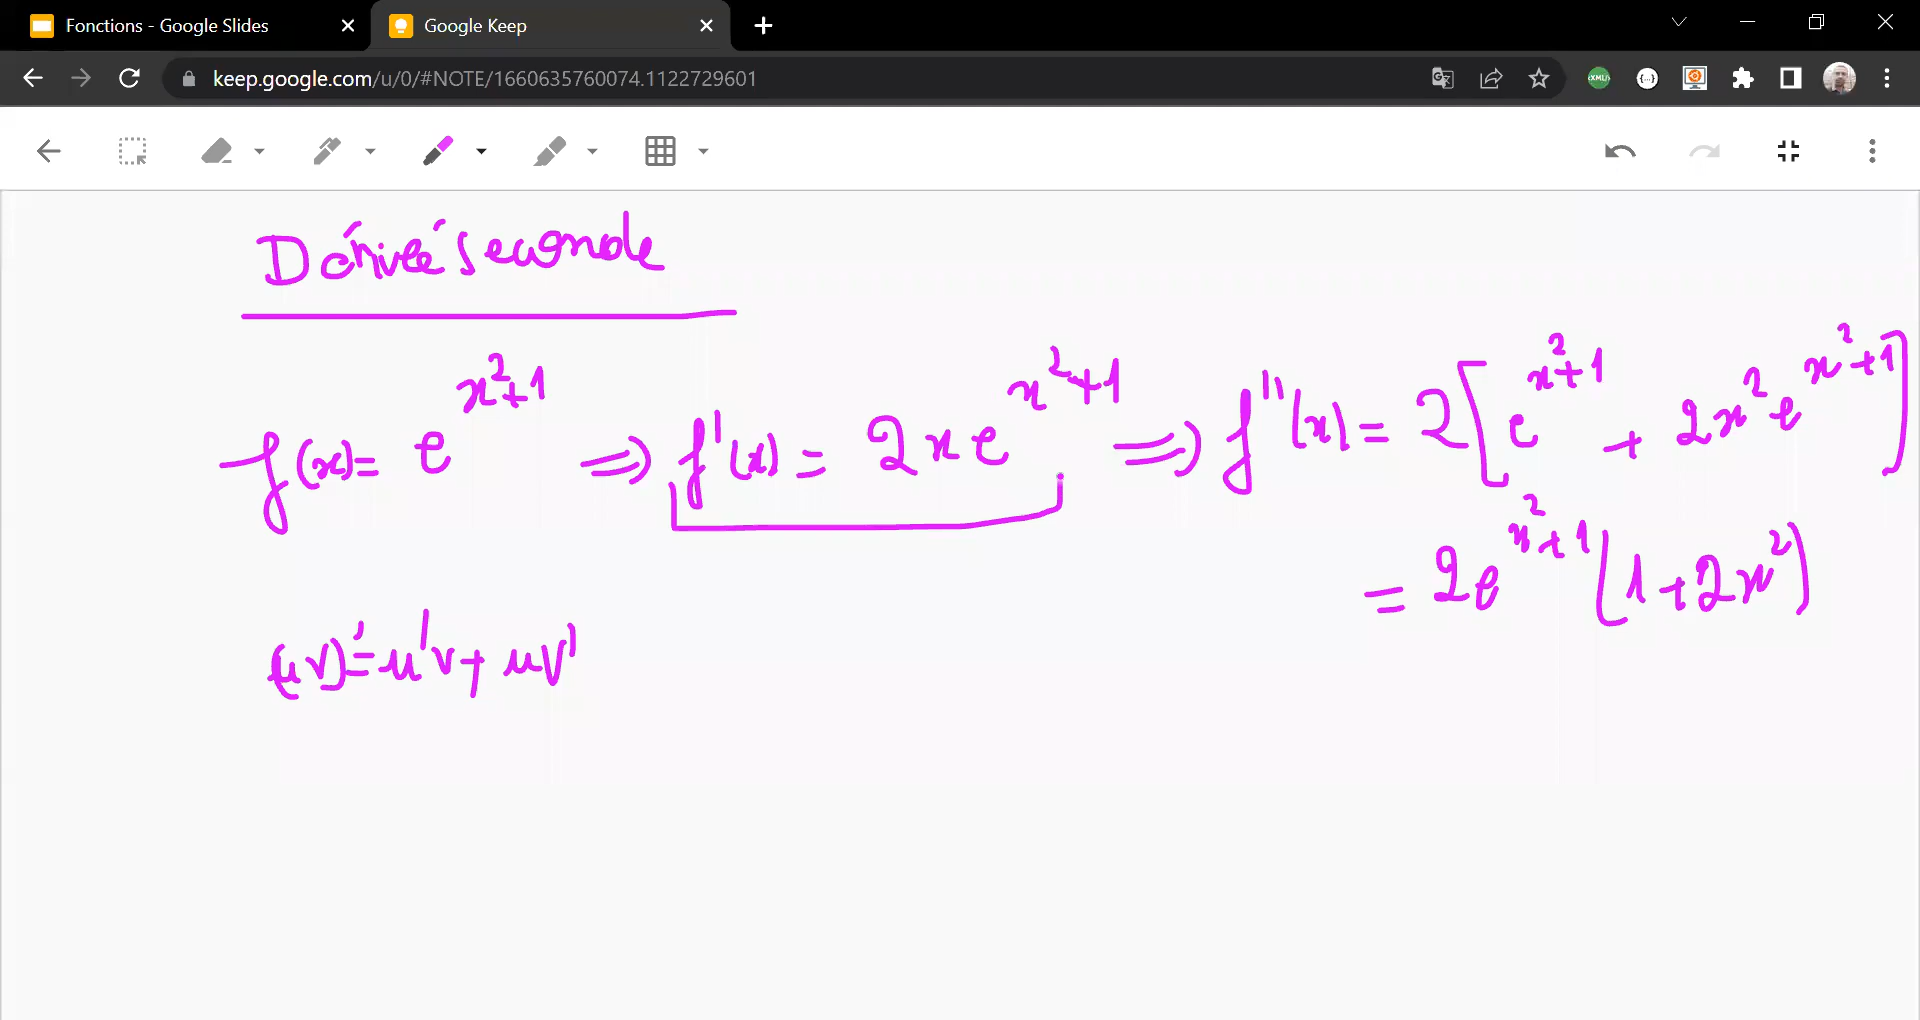 Fonctions - Google Slides
Google Keep
keep.google.com/u/0/#NOTE/1660635760074.1122729601
Dérivée seconde
f(x) = e^{x²+1} ⇒ f'(x) = 2xe^{x²+1} ⇒ f''(x) = 2[e^{x²+1} + 2x²e^{x²+1}]
= 2e^{x²+1}(1+2x²)
(uv)' = u'v + uv'